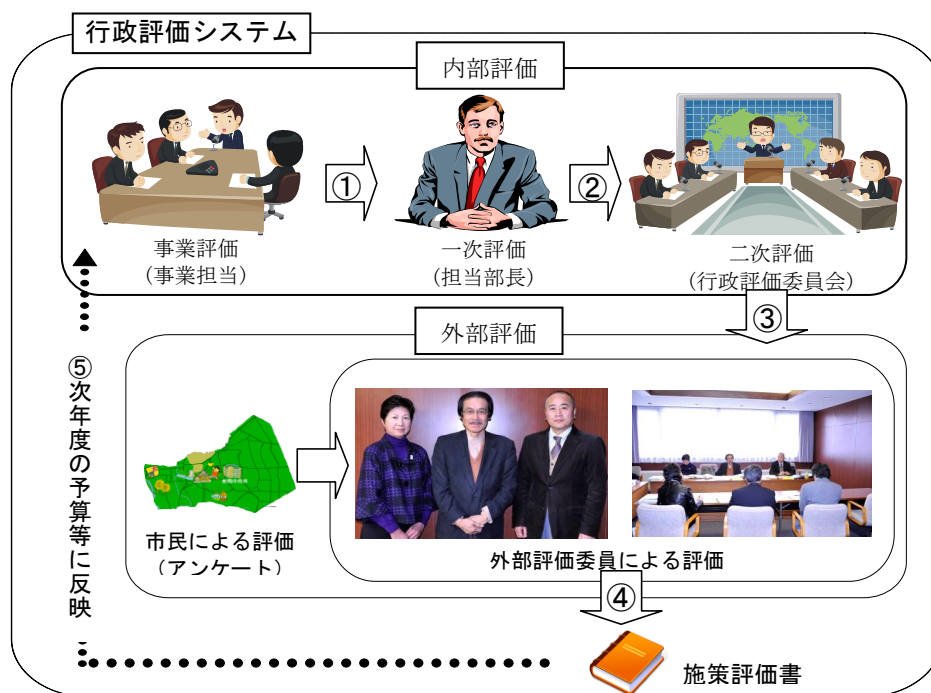 行政評価システム
内部評価
①
②
事業評価
（事業担当）
一次評価
（担当部長）
二次評価
（行政評価委員会）
③
外部評価
市民による評価
（アンケート）
外部評価委員による評価
④
施策評価書
⑤次年度の予算等に反映